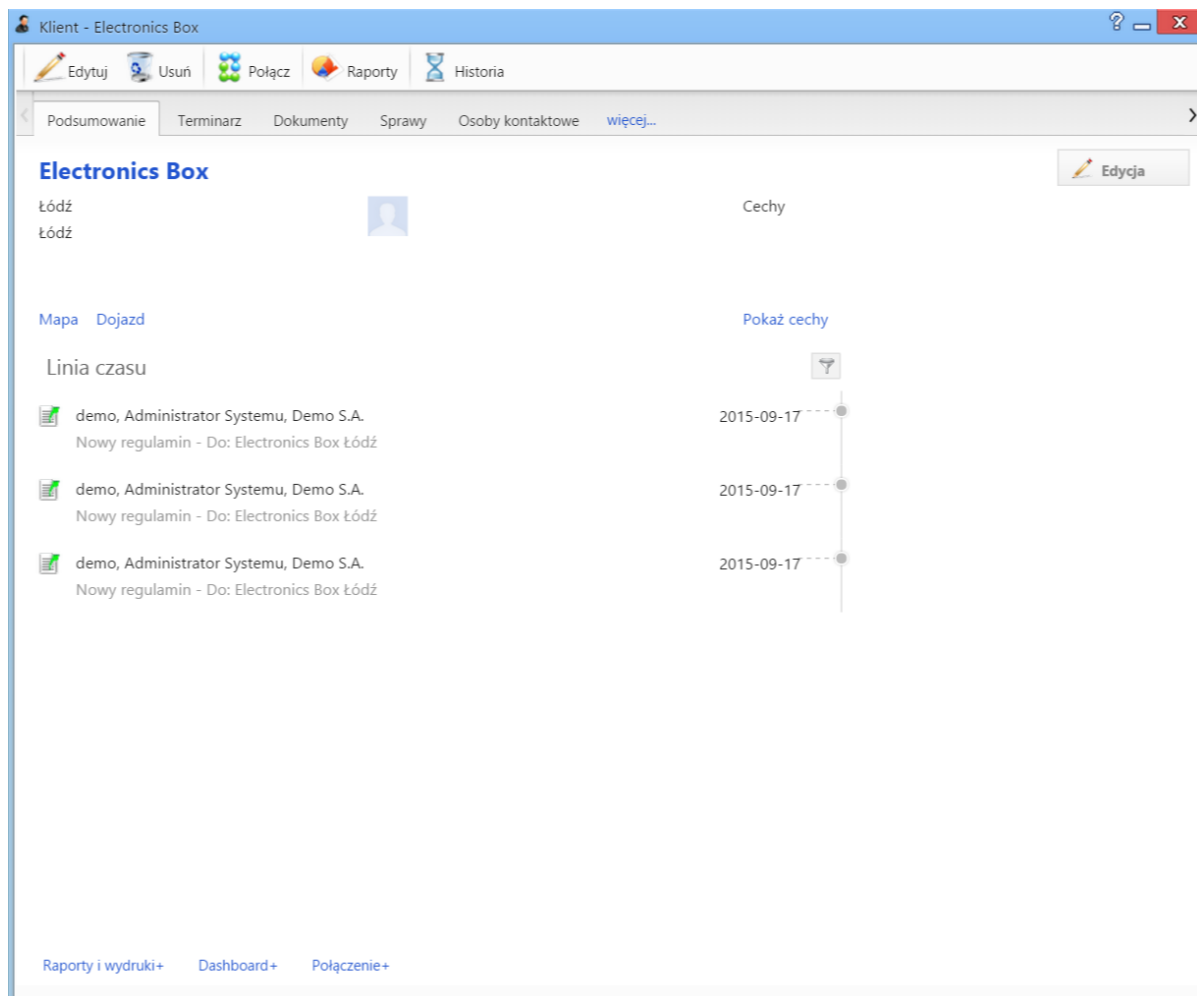 Klient - Electronics Box
? X
Edytuj Usuń Połącz Raporty Historia
Podsumowanie Terminarz Dokumenty Sprawy Osoby kontaktowe więcej...
Electronics Box Edycja
Łódź Cechy
Łódź
Mapa Dojazd Pokaż cechy
Linia czasu
demo, Administrator Systemu, Demo S.A. 2015-09-17
Nowy regulamin - Do: Electronics Box Łódź
demo, Administrator Systemu, Demo S.A. 2015-09-17
Nowy regulamin - Do: Electronics Box Łódź
demo, Administrator Systemu, Demo S.A. 2015-09-17
Nowy regulamin - Do: Electronics Box Łódź
Raporty i wydruki+ Dashboard+ Połączenie+